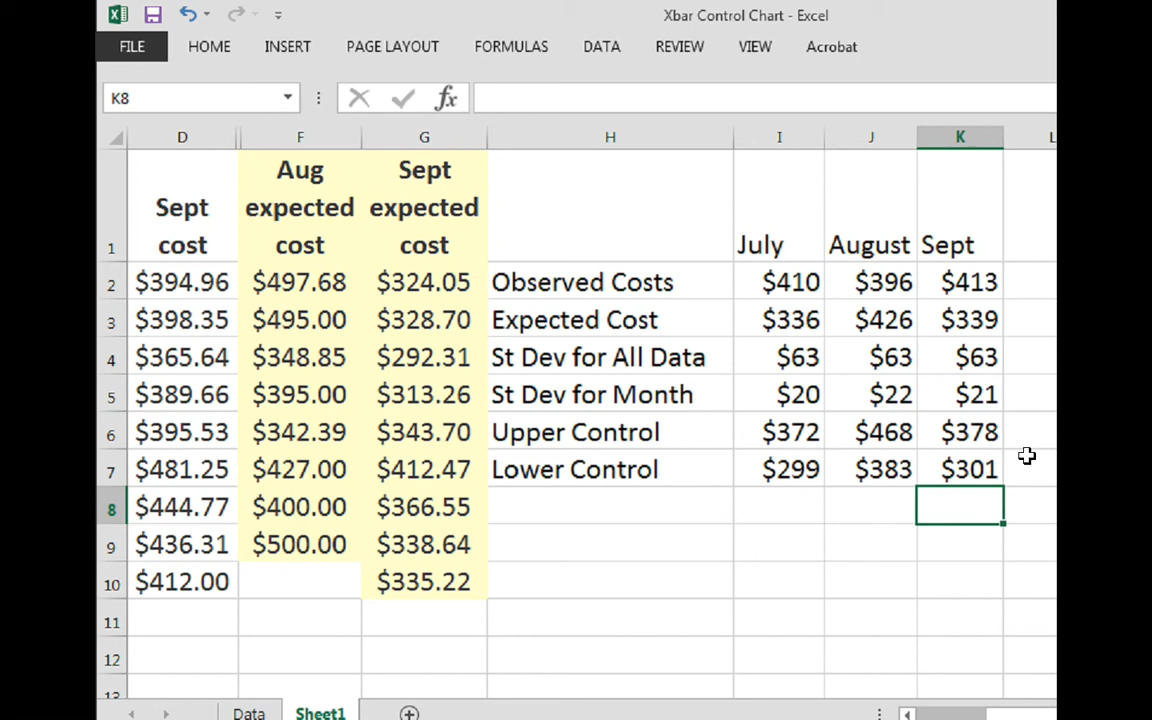 Xbar Control Chart - Excel
FILE HOME INSERT PAGE LAYOUT FORMULAS DATA REVIEW VIEW Acrobat
K8 fx
D F G H I J K L
1 Sept cost Aug expected cost Sept expected cost July August Sept
2 $394.96 $497.68 $324.05 Observed Costs $410 $396 $413
3 $398.35 $495.00 $328.70 Expected Cost $336 $426 $339
4 $365.64 $348.85 $292.31 St Dev for All Data $63 $63 $63
5 $389.66 $395.00 $313.26 St Dev for Month $20 $22 $21
6 $395.53 $342.39 $343.70 Upper Control $372 $468 $378
7 $481.25 $427.00 $412.47 Lower Control $299 $383 $301
8 $444.77 $400.00 $366.55
9 $436.31 $500.00 $338.64
10 $412.00 $335.22
11
12
13
Data Sheet1